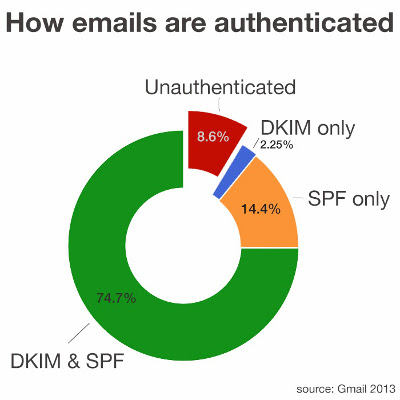 How emails are authenticated
Unauthenticated
8.6%
DKIM only
2.25%
SPF only
14.4%
74.7%
DKIM & SPF
source: Gmail 2013